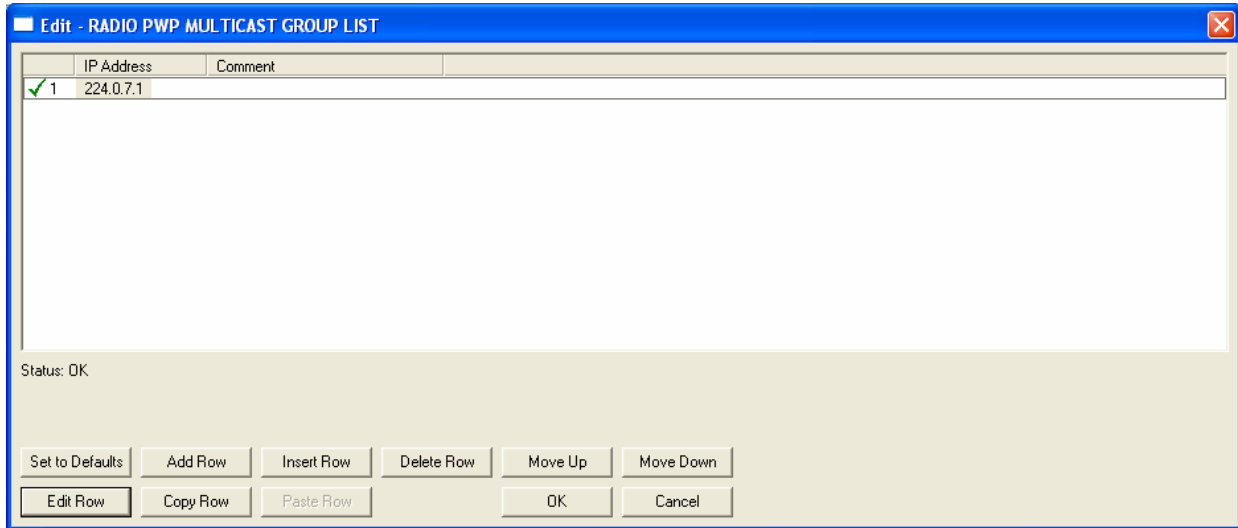 Edit - RADIO PWP MULTICAST GROUP LIST
IP Address Comment
1 224.0.7.1
Status: OK
Set to Defaults Add Row Insert Row Delete Row Move Up Move Down
Edit Row Copy Row Paste Row OK Cancel